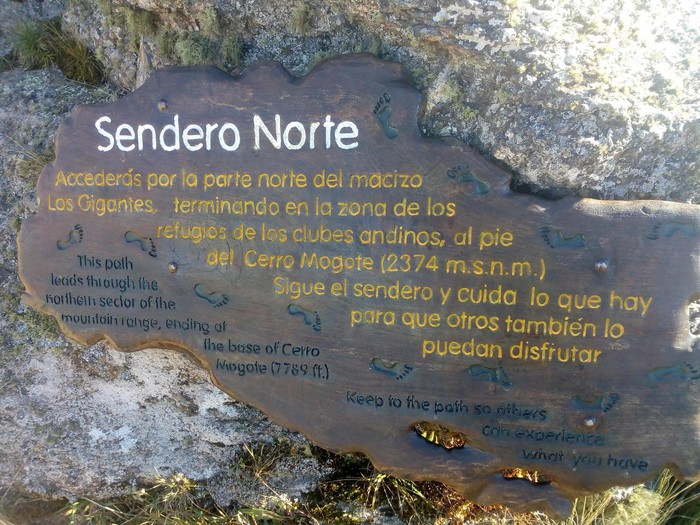 Sendero Norte
Accederás por la parte norte del macizo
Los Gigantes, terminando en la zona de los
refugios de los clubes andinos, al pie
del Cerro Mogote (2374 m.s.n.m.)
Sigue el sendero y cuida lo que hay
para que otros también lo
puedan disfrutar
This path
leads through the
northern sector of the
mountain range, ending at
the base of Cerro
Mogote (7789 ft.)
Keep to the path so others
can experience
what you have